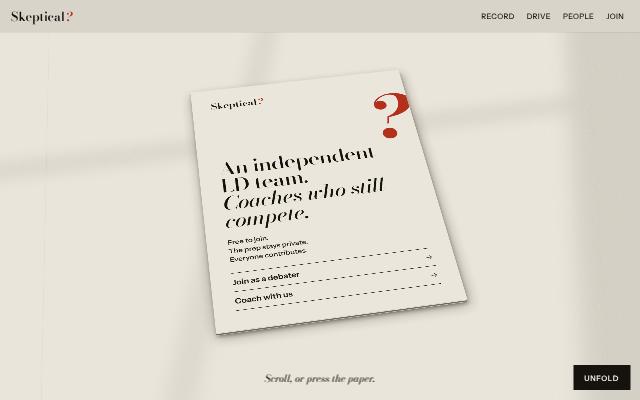 Skeptical?
RECORD DRIVE PEOPLE JOIN
Skeptical?
?
An independent
LD team.
Coaches who still
compete.
Free to join.
The prep stays private.
Everyone contributes.
Join as a debater →
Coach with us →
Scroll, or press the paper.
UNFOLD